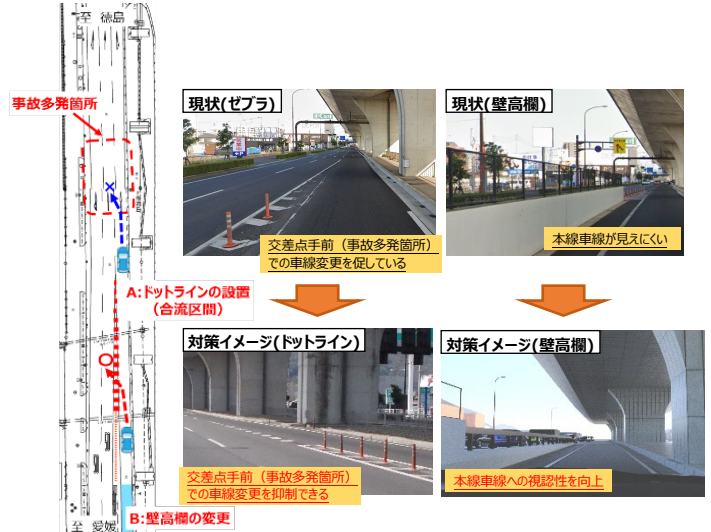 至 徳島
事故多発箇所
A:ドットラインの設置
（合流区間）
至 愛媛
B:壁高欄の変更
現状(ゼブラ)
交差点手前（事故多発箇所）
での車線変更を促している
現状(壁高欄)
本線車線が見えにくい
対策イメージ(ドットライン)
交差点手前（事故多発箇所）
での車線変更を抑制できる
対策イメージ(壁高欄)
本線車線への視認性を向上